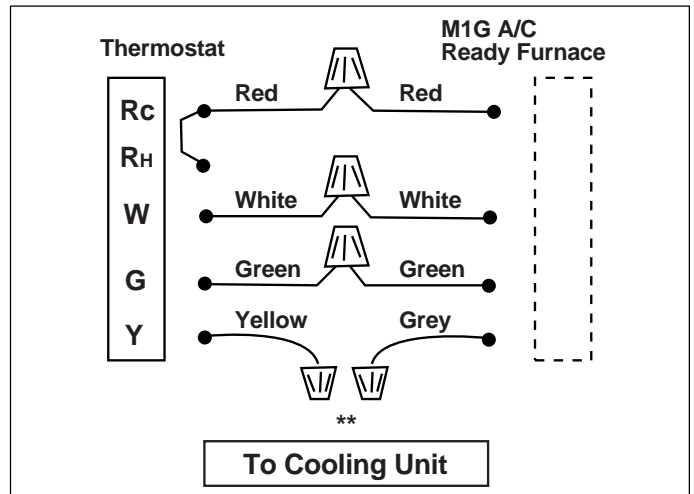 Thermostat
M1G A/C
Ready Furnace
Rc Red Red
RH
W White White
G Green Green
Y Yellow Grey
**
To Cooling Unit